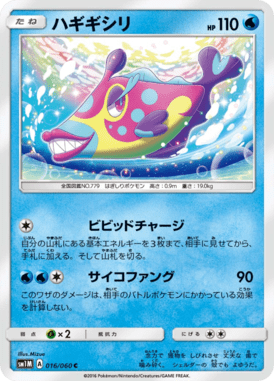 たね ハギギシリ HP 110
全国図鑑NO.779 はぎしりポケモン 高さ:0.9m 重さ:19.0kg
ビビッドチャージ
自分の山札にある基本エネルギーを3枚まで、相手に見せてから、
手札に加える。そして山札を切る。
サイコファング 90
このワザのダメージは、相手のバトルポケモンにかかっている効果
を計算しない。
弱点 ×2 抵抗力 にげる
Illus.Mizue
sm1M A 016/060 C
©2016 Pokémon/Nintendo/Creatures/GAME FREAK.